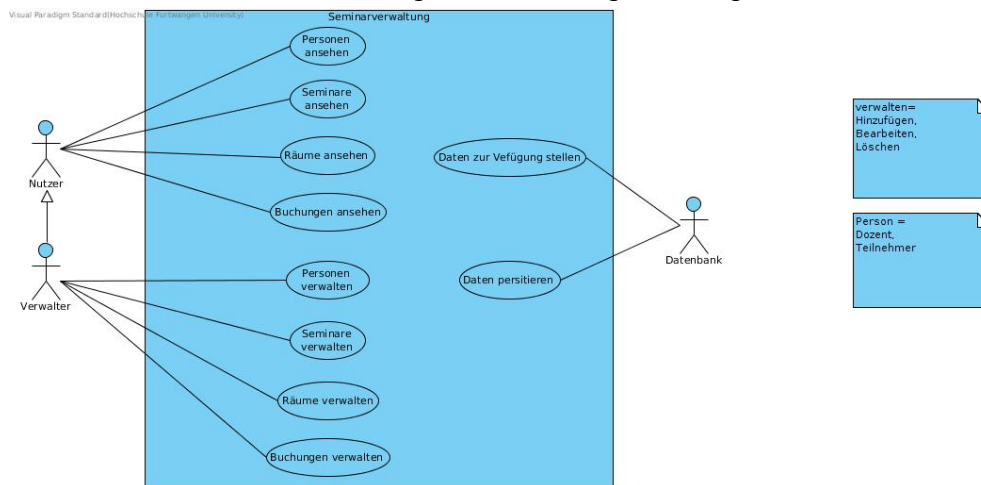 Visual Paradigm Standard(Hochschule Furtwangen University)
Seminarverwaltung
Personen
ansehen
Seminare
ansehen
Räume ansehen
Buchungen ansehen
Nutzer
Verwalter
Personen
verwalten
Seminare
verwalten
Räume verwalten
Buchungen verwalten
Daten zur Vefügung stellen
Daten persitieren
Datenbank
verwalten=
Hinzufügen,
Bearbeiten,
Löschen
Person =
Dozent,
Teilnehmer